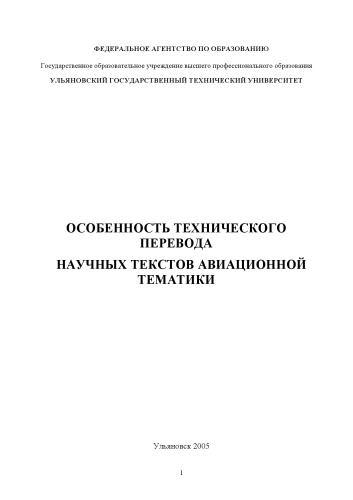 ФЕДЕРАЛЬНОЕ АГЕНТСТВО ПО ОБРАЗОВАНИЮ
Государственное образовательное учреждение высшего профессионального образования
УЛЬЯНОВСКИЙ ГОСУДАРСТВЕННЫЙ ТЕХНИЧЕСКИЙ УНИВЕРСИТЕТ
ОСОБЕННОСТЬ ТЕХНИЧЕСКОГО
ПЕРЕВОДА
НАУЧНЫХ ТЕКСТОВ АВИАЦИОННОЙ
ТЕМАТИКИ
Ульяновск 2005
1